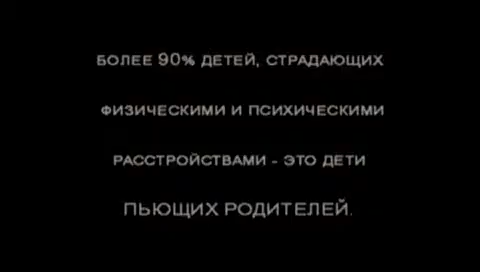 БОЛЕЕ 90% ДЕТЕЙ, СТРАДАЮЩИХ
ФИЗИЧЕСКИМИ И ПСИХИЧЕСКИМИ
РАССТРОЙСТВАМИ - ЭТО ДЕТИ
ПЬЮЩИХ РОДИТЕЛЕЙ.